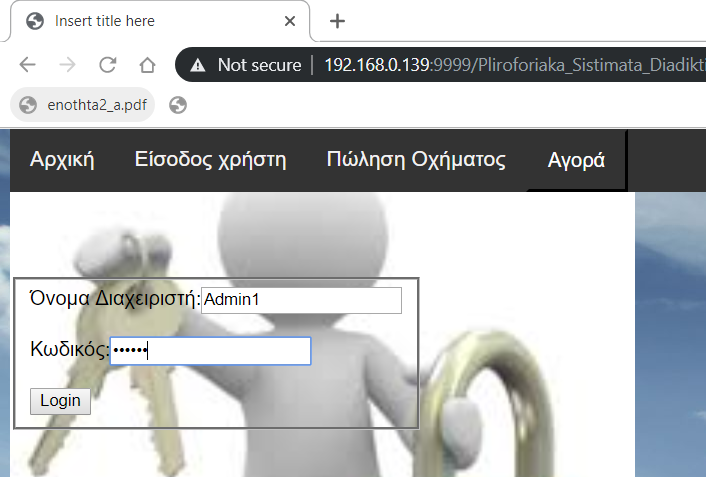 Insert title here
Not secure | 192.168.0.139:9999/Pliroforiaka_Sistimata_Diadikti
enothta2_a.pdf
Αρχική Είσοδος χρήστη Πώληση Οχήματος Αγορά
Όνομα Διαχειριστή: Admin1
Κωδικός: ••••••
Login